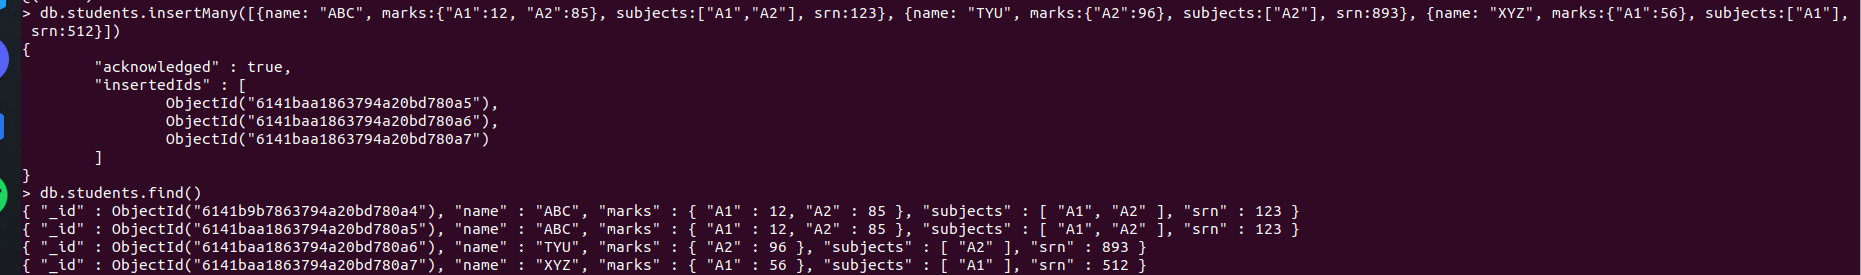 > db.students.insertMany([{name: "ABC", marks:{"A1":12, "A2":85}, subjects:["A1","A2"], srn:123}, {name: "TYU", marks:{"A2":96}, subjects:["A2"], srn:893}, {name: "XYZ", marks:{"A1":56}, subjects:["A1"],
srn:512}])
{
"acknowledged" : true,
"insertedIds" : [
ObjectId("6141baa1863794a20bd780a5"),
ObjectId("6141baa1863794a20bd780a6"),
ObjectId("6141baa1863794a20bd780a7")
]
}
> db.students.find()
{ "_id" : ObjectId("6141b9b7863794a20bd780a4"), "name" : "ABC", "marks" : { "A1" : 12, "A2" : 85 }, "subjects" : [ "A1", "A2" ], "srn" : 123 }
{ "_id" : ObjectId("6141baa1863794a20bd780a5"), "name" : "ABC", "marks" : { "A1" : 12, "A2" : 85 }, "subjects" : [ "A1", "A2" ], "srn" : 123 }
{ "_id" : ObjectId("6141baa1863794a20bd780a6"), "name" : "TYU", "marks" : { "A2" : 96 }, "subjects" : [ "A2" ], "srn" : 893 }
{ "_id" : ObjectId("6141baa1863794a20bd780a7"), "name" : "XYZ", "marks" : { "A1" : 56 }, "subjects" : [ "A1" ], "srn" : 512 }